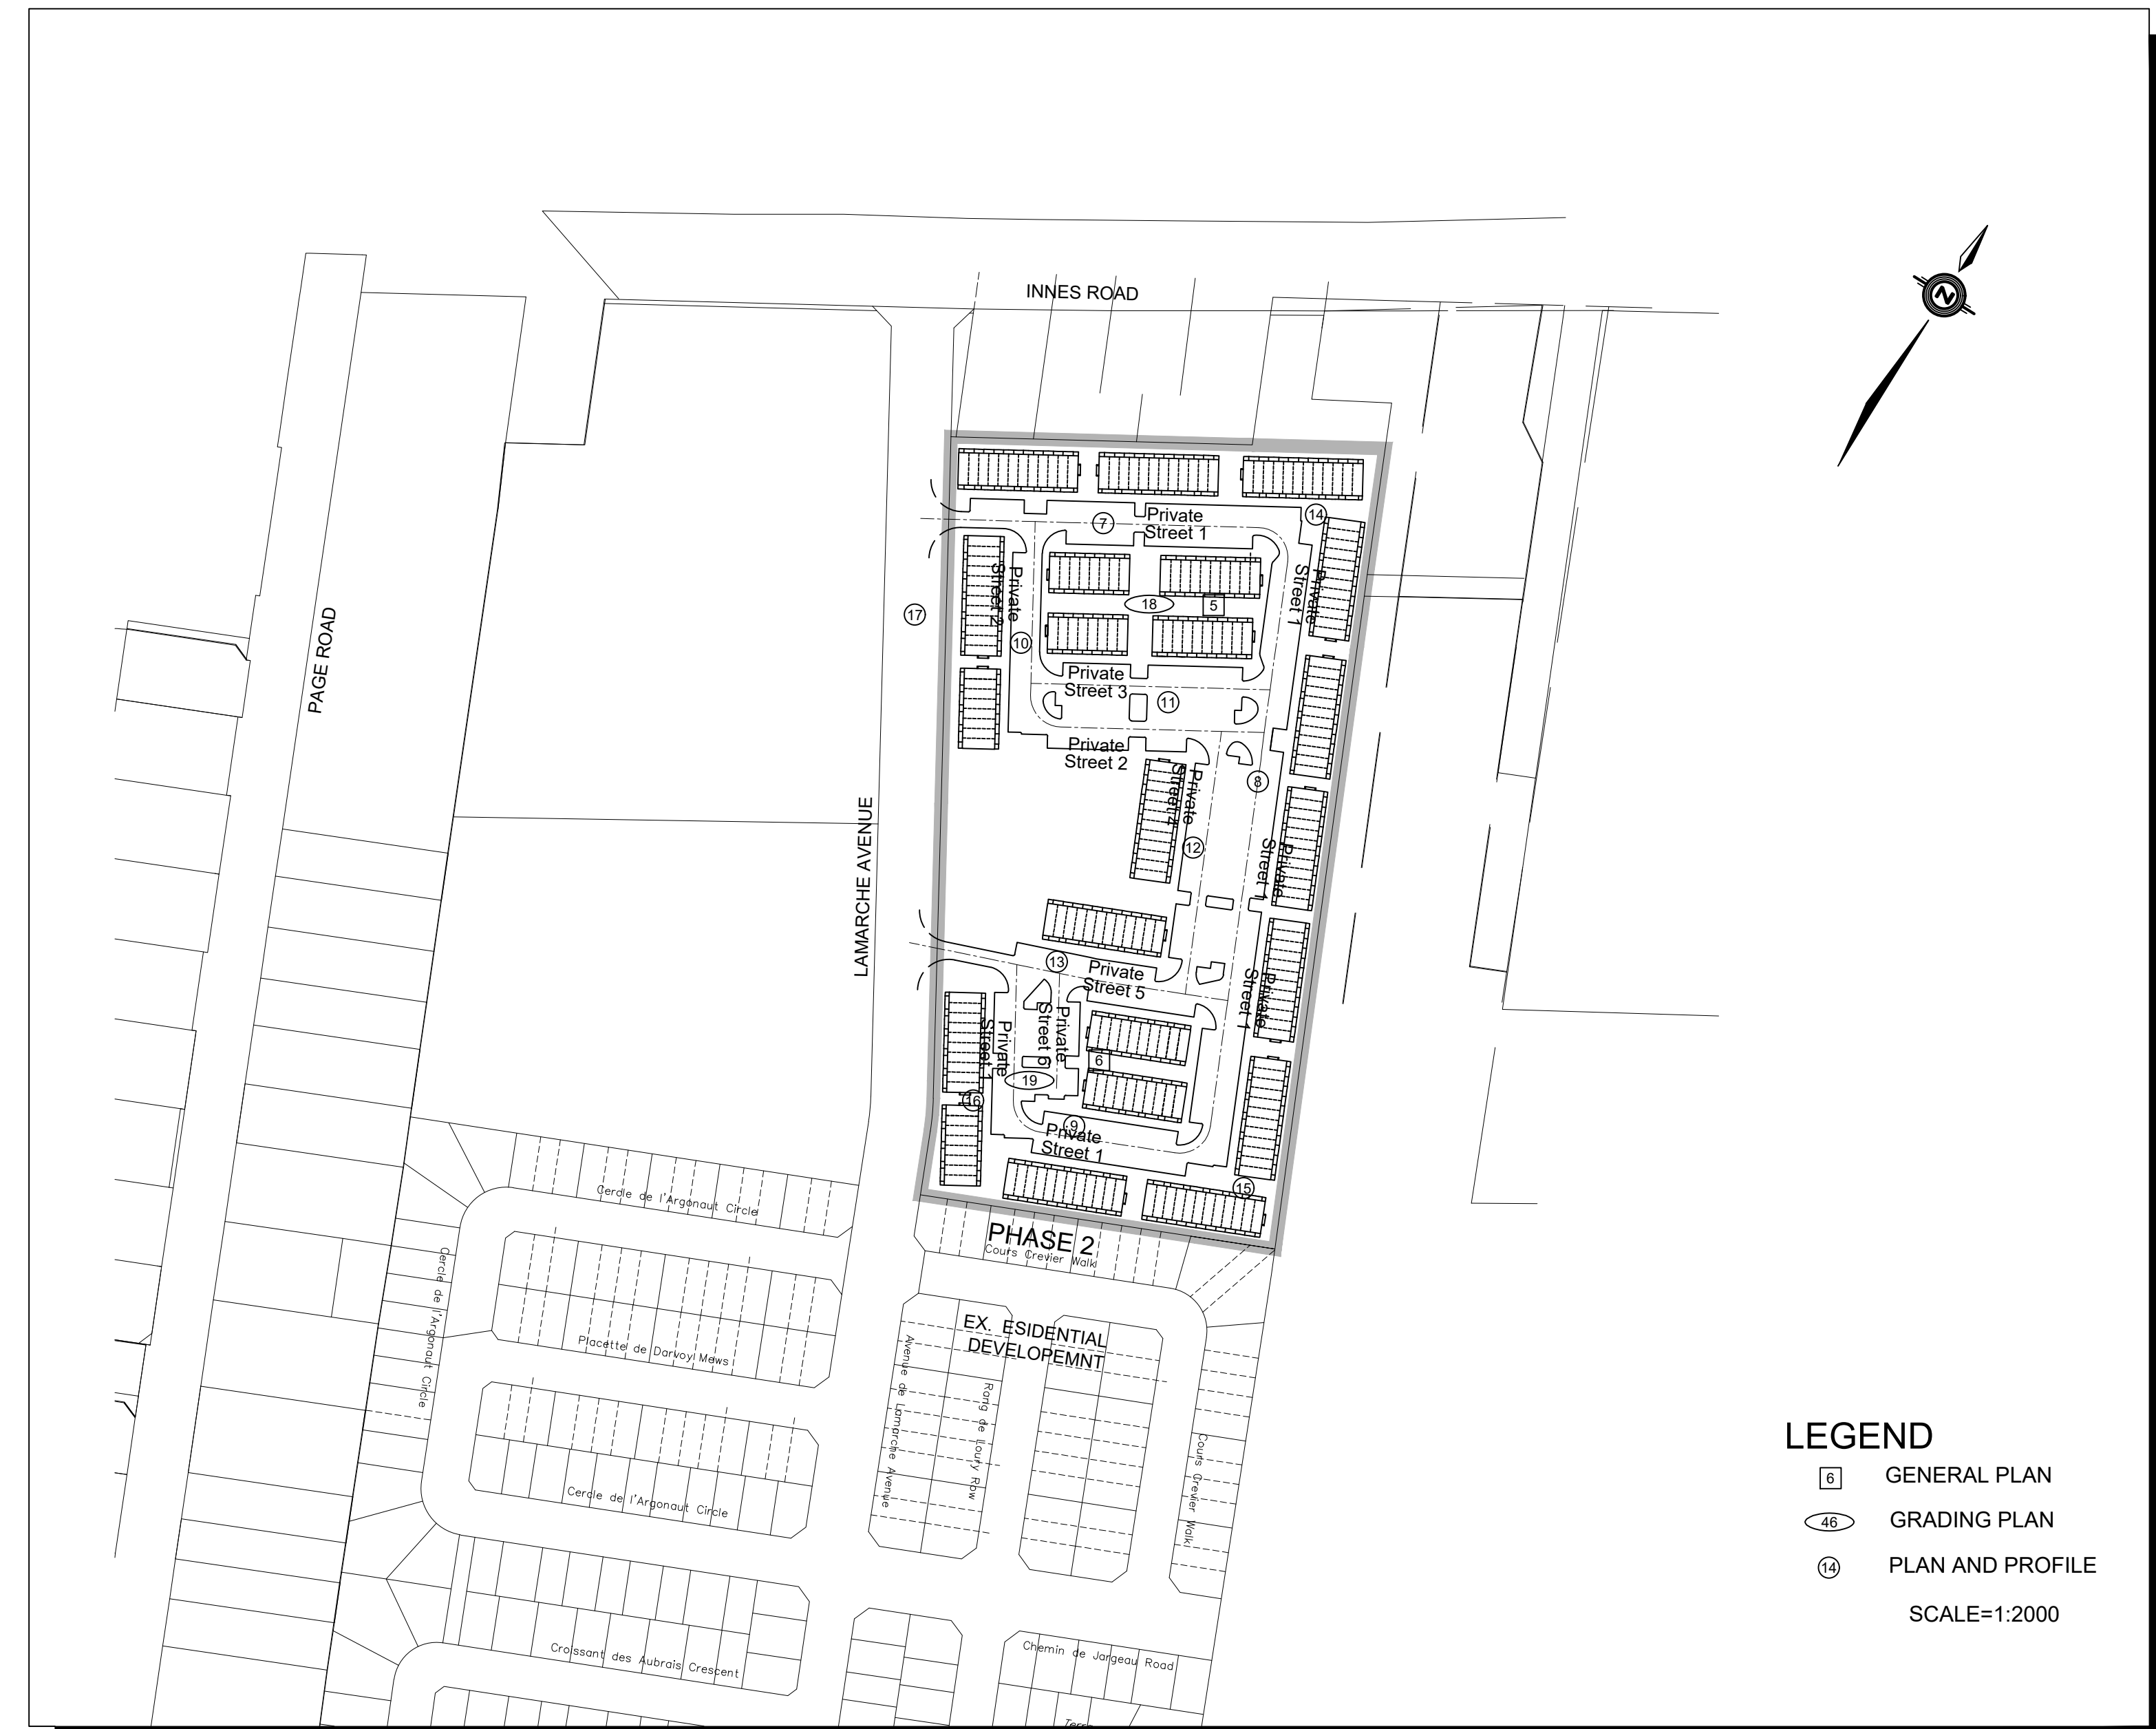 INNES ROAD
PAGE ROAD
LAMARCHE AVENUE
N
Private
Street 1
7
14
Private
Street 2
Private
Street 1
17
18
5
10
Private
Street 3
11
Private
Street 2
8
Private
Street 4
12
Private
Street 1
13
Private
Street 5
Private
Street 1
Private
Street 1
Private
Street 6
6
19
16
9
Private
Street 1
15
PHASE 2
Cours Crevier Walk
EX. ESIDENTIAL
DEVELOPEMNT
Cercle de l'Argonaut Circle
Cercle de l'Argonaut Circle
Placette de Darvoy Mews
Avenue de Lamarche Avenue
Rang de Loury Row
Cours Crevier Walk
Cercle de l'Argonaut Circle
Croissant des Aubrais Crescent
Chemin de Jargeau Road
LEGEND
6 GENERAL PLAN
46 GRADING PLAN
14 PLAN AND PROFILE
SCALE=1:2000